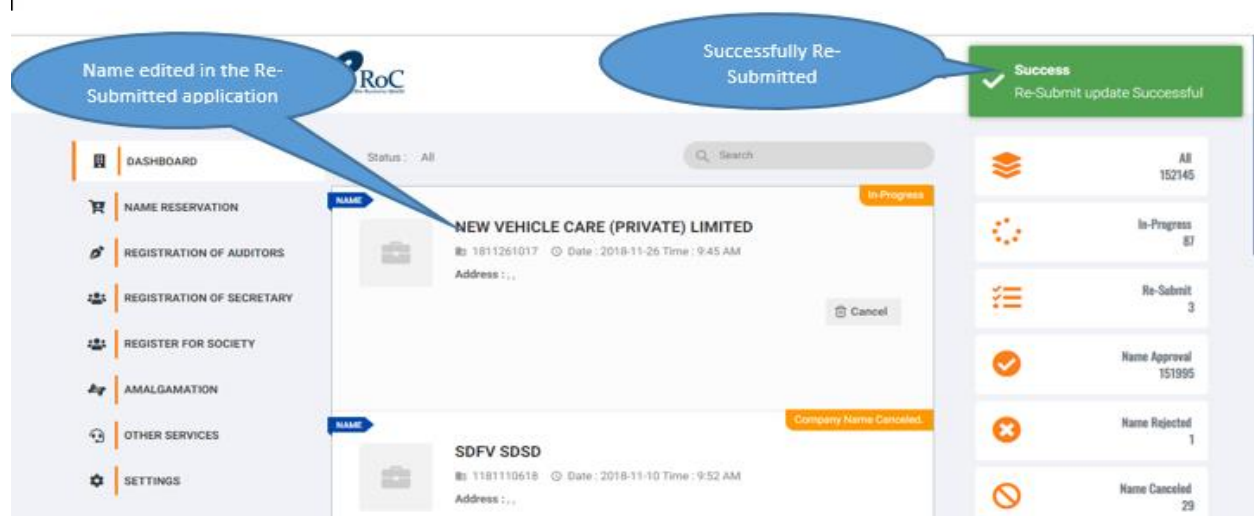 Name edited in the Re-
Submitted application
RoC
Successfully Re-
Submitted
Success
Re-Submit update Successful
DASHBOARD
NAME RESERVATION
REGISTRATION OF AUDITORS
REGISTRATION OF SECRETARY
REGISTER FOR SOCIETY
AMALGAMATION
OTHER SERVICES
SETTINGS
Status : All
Search
NAME
In-Progress
NEW VEHICLE CARE (PRIVATE) LIMITED
1811261017 Date : 2018-11-26 Time : 9:45 AM
Address : , ,
Cancel
NAME
Company Name Canceled.
SDFV SDSD
1181110618 Date : 2018-11-10 Time : 9:52 AM
Address : , ,
All
152145
In-Progress
87
Re-Submit
3
Name Approval
151995
Name Rejected
1
Name Canceled
29